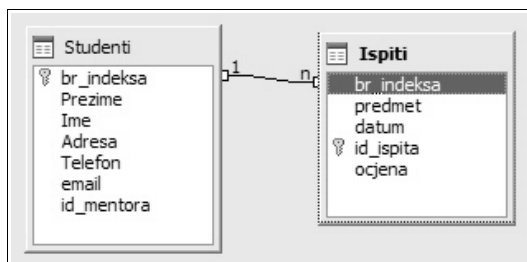 Studenti
br_indeksa
Prezime
Ime
Adresa
Telefon
email
id_mentora
1
n
Ispiti
br_indeksa
predmet
datum
id_ispita
ocjena